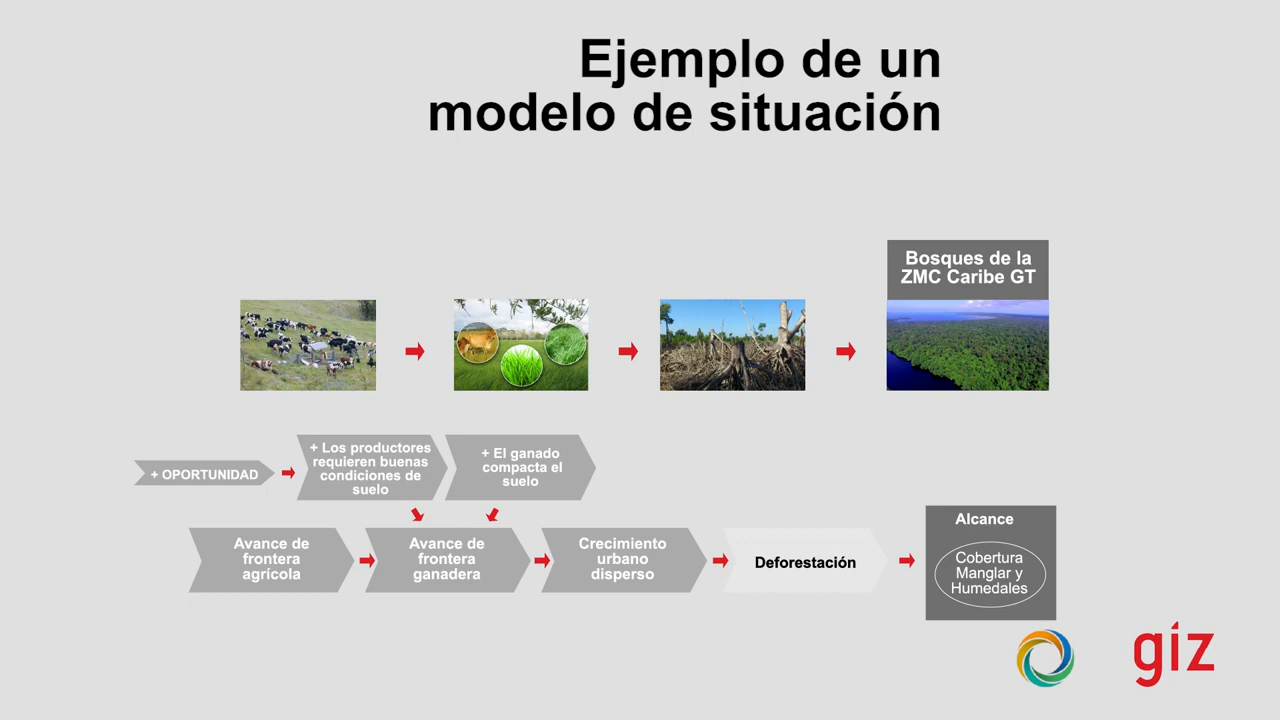 Ejemplo de un
modelo de situación
Bosques de la
ZMC Caribe GT
+ OPORTUNIDAD
+ Los productores
requieren buenas
condiciones de
suelo
+ El ganado
compacta el
suelo
Avance de
frontera
agrícola
Avance de
frontera
ganadera
Crecimiento
urbano
disperso
Deforestación
Alcance
Cobertura
Manglar y
Humedales
giz